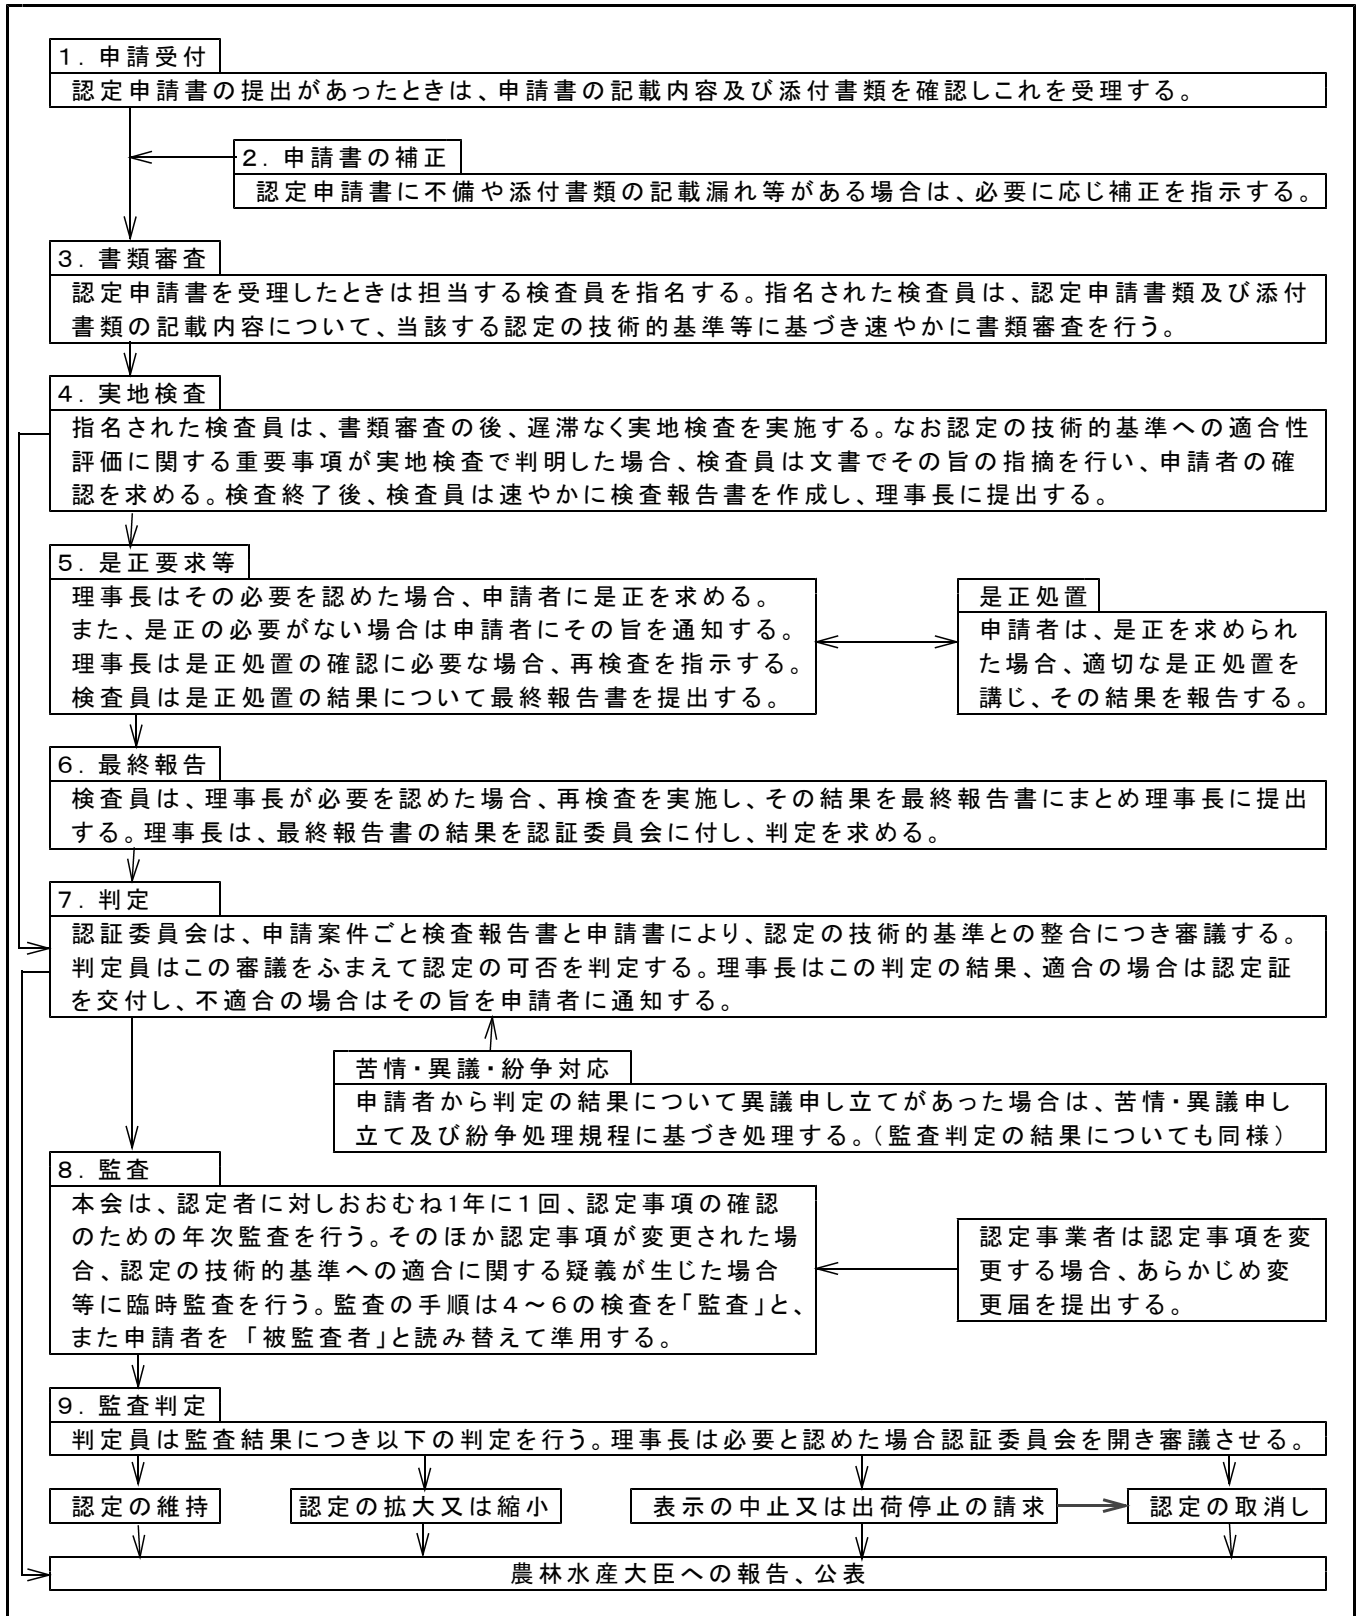 1. 申請受付
認定申請書の提出があったときは、申請書の記載内容及び添付書類を確認しこれを受理する。
2. 申請書の補正
認定申請書に不備や添付書類の記載漏れ等がある場合は、必要に応じ補正を指示する。
3. 書類審査
認定申請書を受理したときは担当する検査員を指名する。指名された検査員は、認定申請書類及び添付
書類の記載内容について、当該する認定の技術的基準等に基づき速やかに書類審査を行う。
4. 実地検査
指名された検査員は、書類審査の後、遅滞なく実地検査を実施する。なお認定の技術的基準への適合性
評価に関する重要事項が実地検査で判明した場合、検査員は文書でその旨の指摘を行い、申請者の確
認を求める。検査終了後、検査員は速やかに検査報告書を作成し、理事長に提出する。
5. 是正要求等
理事長はその必要を認めた場合、申請者に是正を求める。
また、是正の必要がない場合は申請者にその旨を通知する。
理事長は是正処置の確認に必要な場合、再検査を指示する。
検査員は是正処置の結果について最終報告書を提出する。
是正処置
申請者は、是正を求められ
た場合、適切な是正処置を
講じ、その結果を報告する。
6. 最終報告
検査員は、理事長が必要を認めた場合、再検査を実施し、その結果を最終報告書にまとめ理事長に提出
する。理事長は、最終報告書の結果を認証委員会に付し、判定を求める。
7. 判定
認証委員会は、申請案件ごと検査報告書と申請書により、認定の技術的基準との整合につき審議する。
判定員はこの審議をふまえて認定の可否を判定する。理事長はこの判定の結果、適合の場合は認定証
を交付し、不適合の場合はその旨を申請者に通知する。
苦情・異議・紛争対応
申請者から判定の結果について異議申し立てがあった場合は、苦情・異議申し
立て及び紛争処理規程に基づき処理する。(監査判定の結果についても同様)
8. 監査
本会は、認定者に対しおおむね1年に1回、認定事項の確認
のための年次監査を行う。そのほか認定事項が変更された場
合、認定の技術的基準への適合に関する疑義が生じた場合
等に臨時監査を行う。監査の手順は4～6の検査を「監査」と、
また申請者を「被監査者」と読み替えて準用する。
認定事業者は認定事項を変
更する場合、あらかじめ変
更届を提出する。
9. 監査判定
判定員は監査結果につき以下の判定を行う。理事長は必要と認めた場合認証委員会を開き審議させる。
認定の維持
認定の拡大又は縮小
表示の中止又は出荷停止の請求
認定の取消し
農林水産大臣への報告、公表